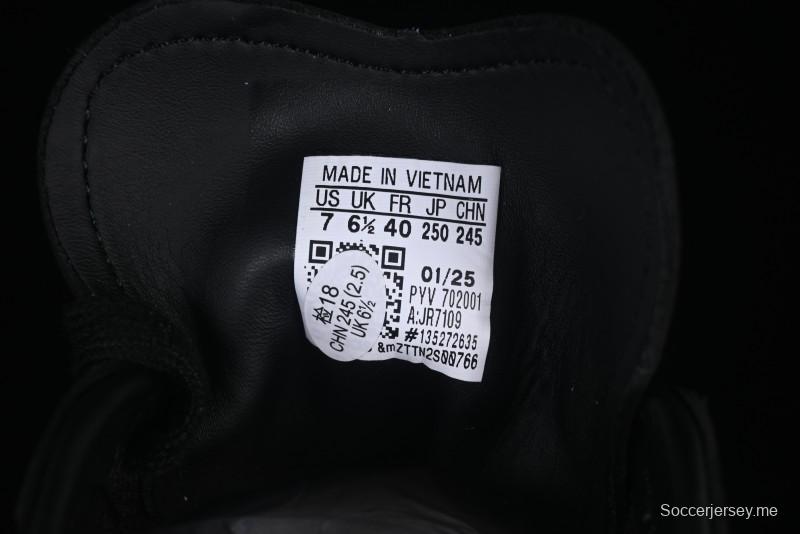 MADE IN VIETNAM
US UK FR JP CHN
7 6½ 40 250 245
01/25
PYV 702001
A:JR7109
#135272635
&mZTTN2S00766
检18
CHN 245 (2.5)
UK 6½
Soccerjersey.me